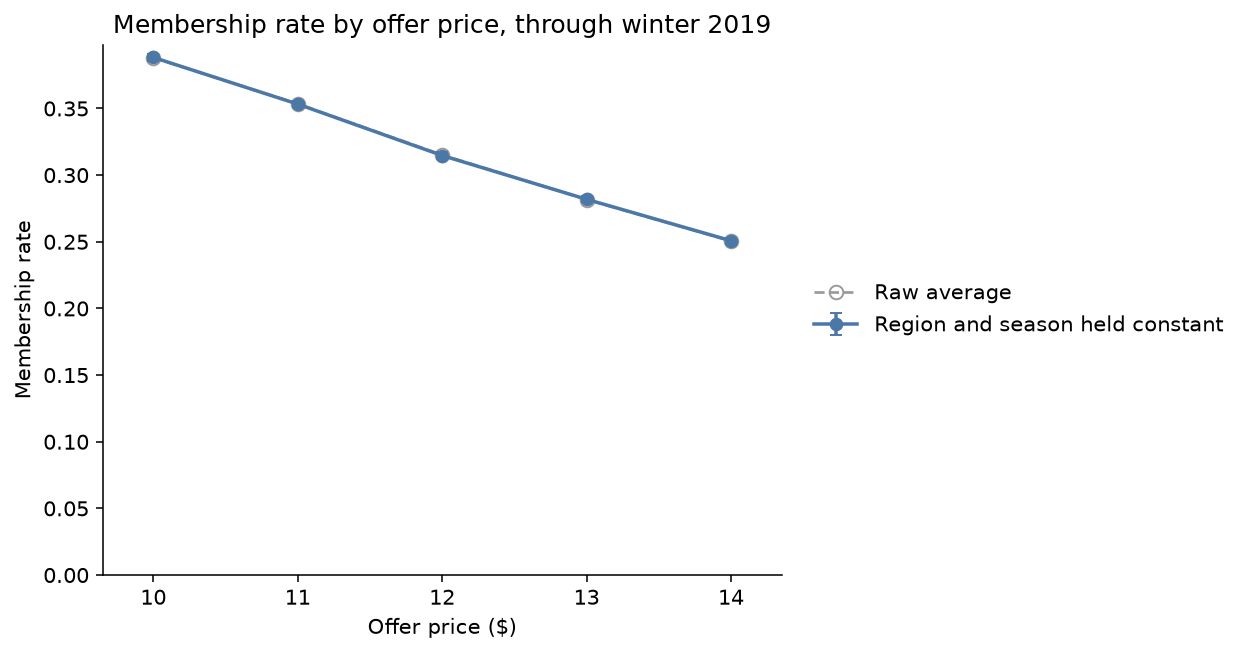 Membership rate by offer price, through winter 2019
Membership rate
0.35
0.30
0.25
0.20
0.15
0.10
0.05
0.00
10 11 12 13 14
Offer price ($)
Raw average
Region and season held constant